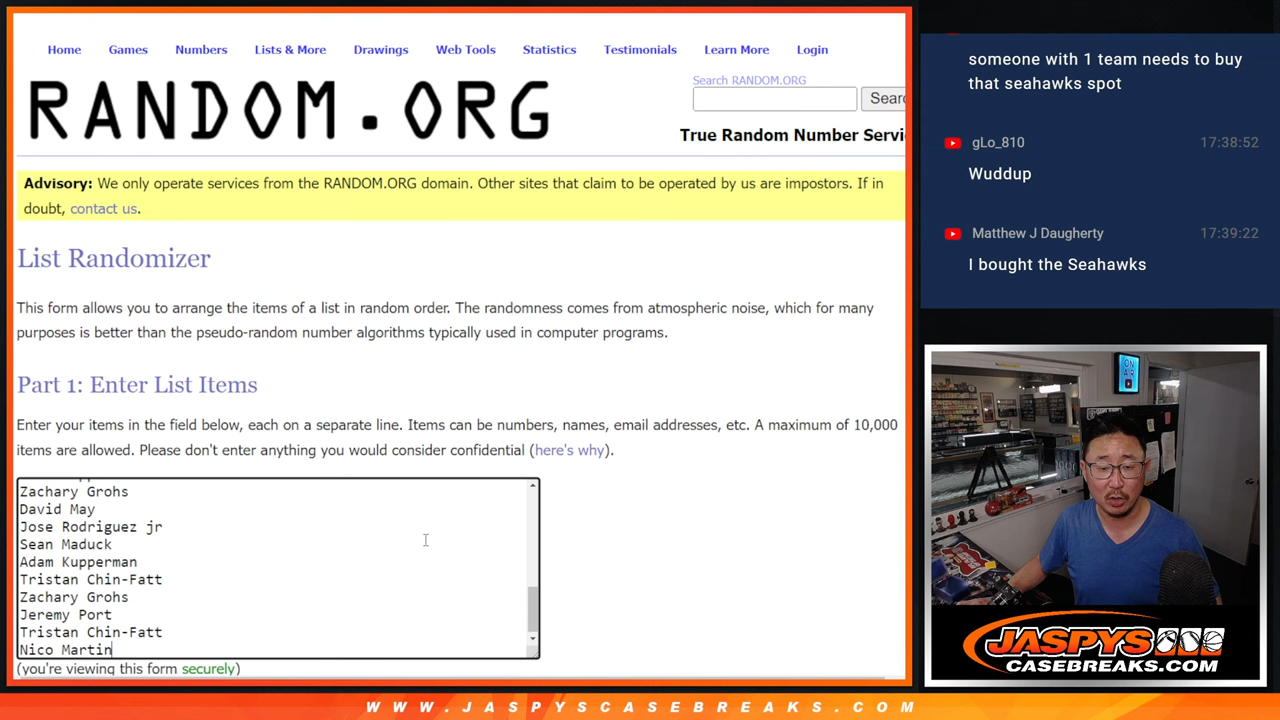 Home Games Numbers Lists & More Drawings Web Tools Statistics Testimonials Learn More Login
RANDOM.ORG
Search RANDOM.ORG
Sear
True Random Number Servi
Advisory: We only operate services from the RANDOM.ORG domain. Other sites that claim to be operated by us are impostors. If in
doubt, contact us.
List Randomizer
This form allows you to arrange the items of a list in random order. The randomness comes from atmospheric noise, which for many
purposes is better than the pseudo-random number algorithms typically used in computer programs.
Part 1: Enter List Items
Enter your items in the field below, each on a separate line. Items can be numbers, names, email addresses, etc. A maximum of 10,000
items are allowed. Please don't enter anything you would consider confidential (here's why).
Zachary Grohs
David May
Jose Rodriguez jr
Sean Maduck
Adam Kupperman
Tristan Chin-Fatt
Zachary Grohs
Jeremy Port
Tristan Chin-Fatt
Nico Martin
(you're viewing this form securely)
someone with 1 team needs to buy
that seahawks spot
gLo_810 17:38:52
Wuddup
Matthew J Daugherty 17:39:22
I bought the Seahawks
ON
AIR
JASPYS
CASEBREAKS.COM
WWW.JASPYSCASEBREAKS.COM